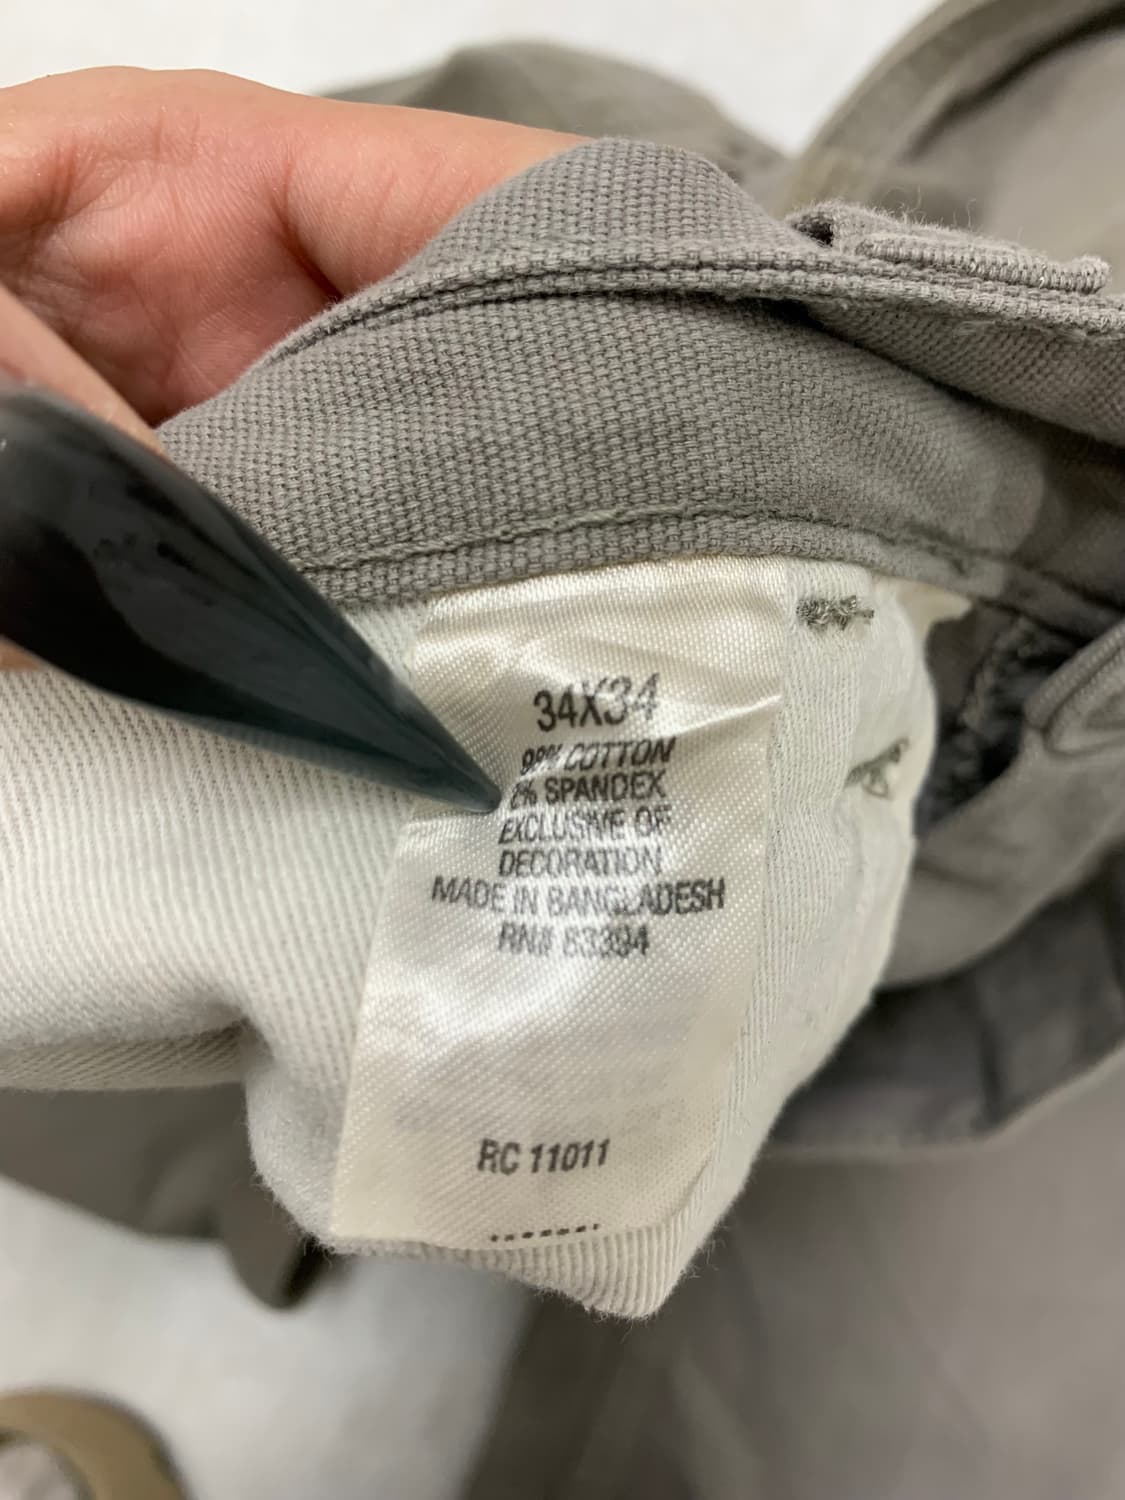 34X34
98% COTTON
2% SPANDEX
EXCLUSIVE OF
DECORATION
MADE IN BANGLADESH
RN# 83394
RC 11011